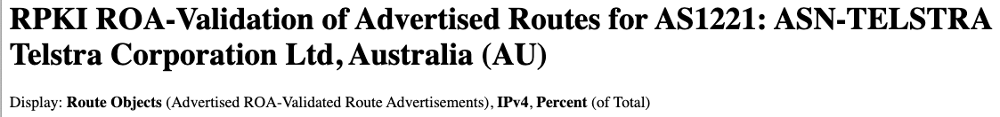 RPKI ROA-Validation of Advertised Routes for AS1221: ASN-TELSTRA
Telstra Corporation Ltd, Australia (AU)
Display: Route Objects (Advertised ROA-Validated Route Advertisements), IPv4, Percent (of Total)